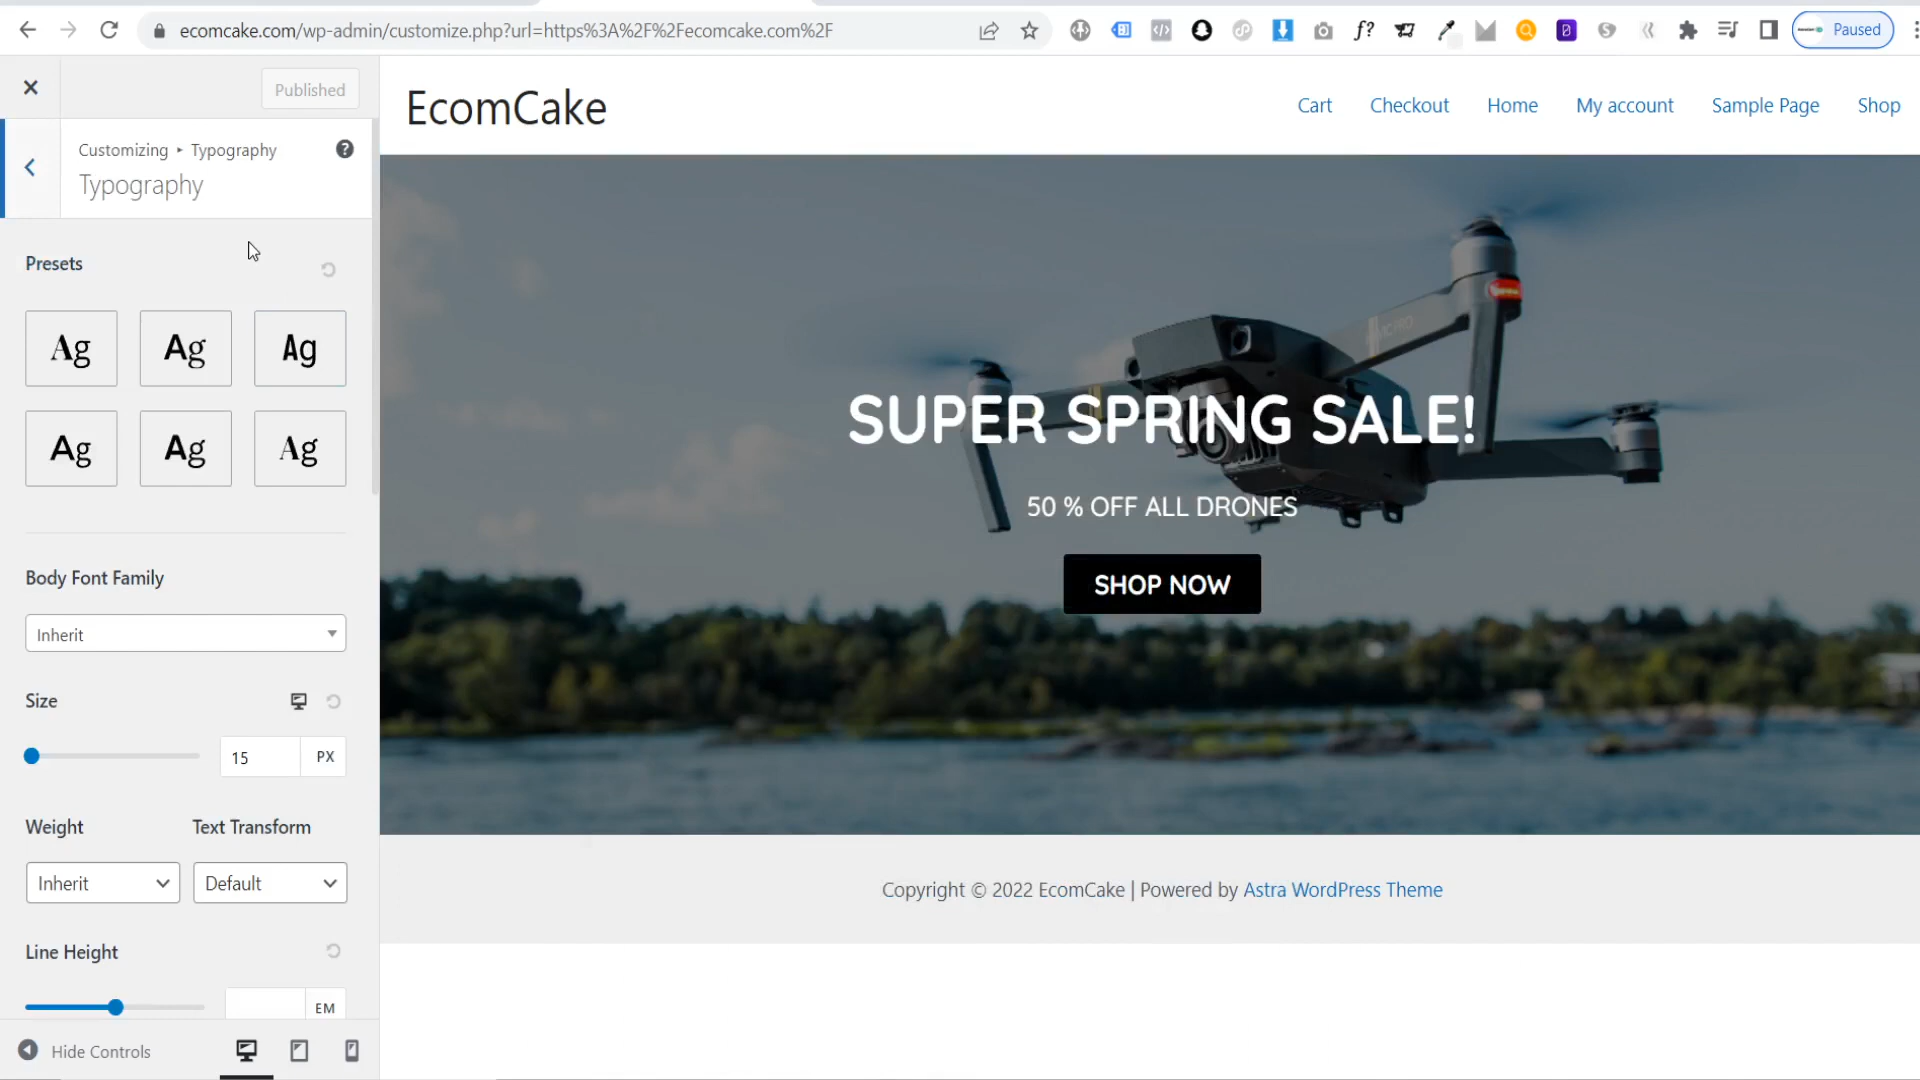 ecomcake.com/wp-admin/customize.php?url=https%3A%2F%2Fecomcake.com%2F
Paused
Published
Customizing ▸ Typography
Typography
Presets
Ag Ag Ag
Ag Ag Ag
Body Font Family
Inherit
Size
15 PX
Weight Text Transform
Inherit Default
Line Height
EM
Hide Controls
EcomCake
Cart Checkout Home My account Sample Page Shop
SUPER SPRING SALE!
50 % OFF ALL DRONES
SHOP NOW
Copyright © 2022 EcomCake | Powered by Astra WordPress Theme